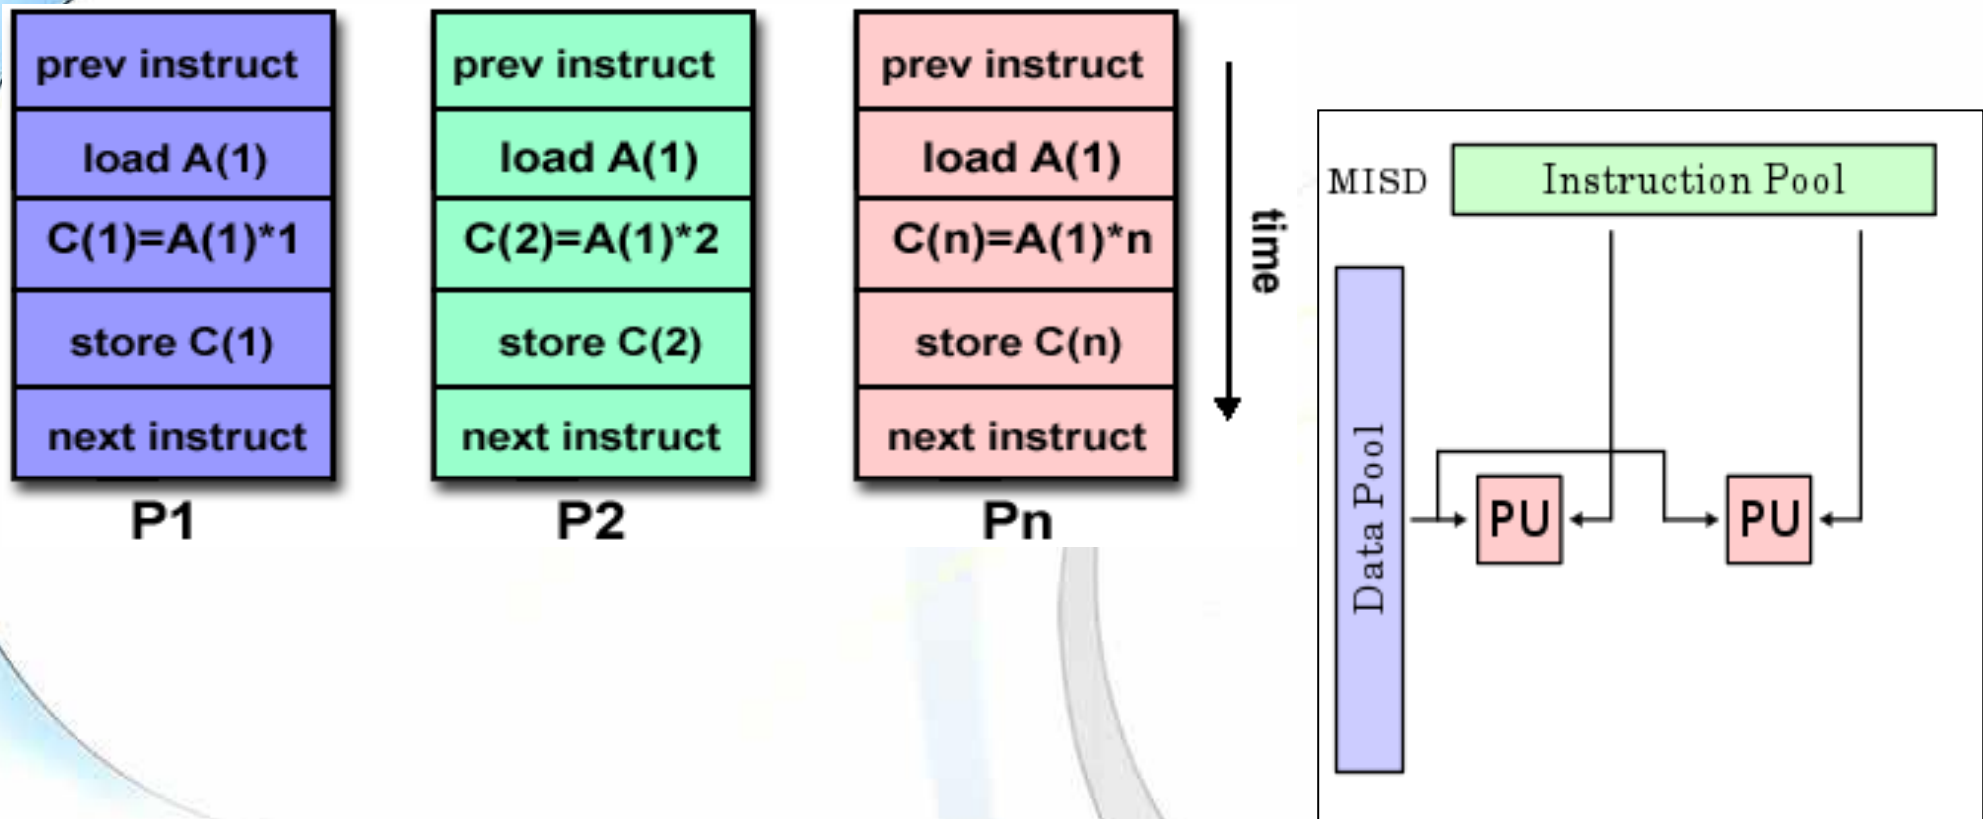 prev instruct
load A(1)
C(1)=A(1)*1
store C(1)
next instruct
P1
prev instruct
load A(1)
C(2)=A(1)*2
store C(2)
next instruct
P2
prev instruct
load A(1)
C(n)=A(1)*n
store C(n)
next instruct
Pn
time
MISD
Instruction Pool
Data Pool
PU
PU